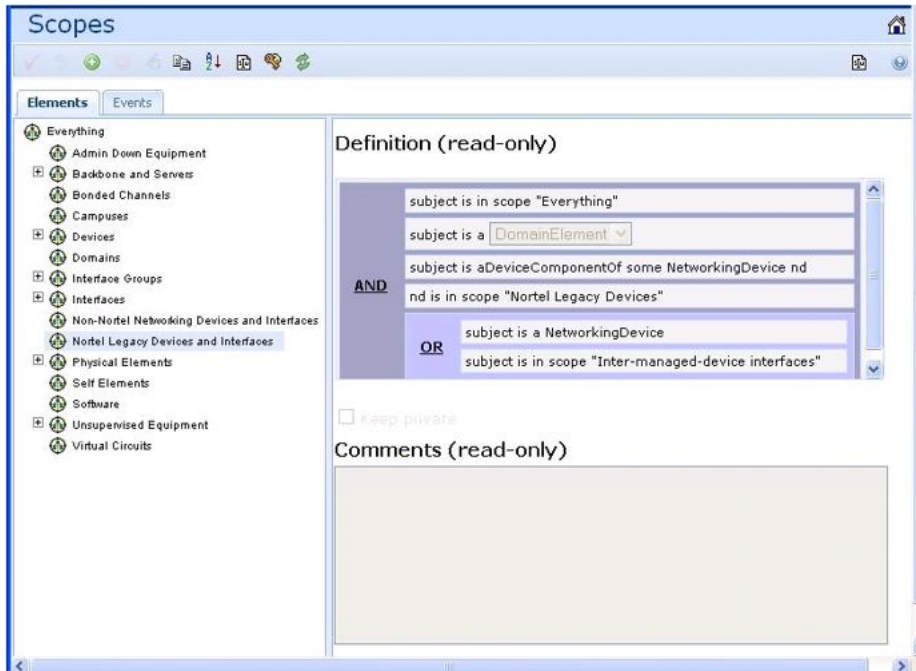 Scopes
Elements
Events
Everything
Admin Down Equipment
Backbone and Servers
Bonded Channels
Campuses
Devices
Domains
Interface Groups
Interfaces
Non-Nortel Networking Devices and Interfaces
Nortel Legacy Devices and Interfaces
Physical Elements
Self Elements
Software
Unsupervised Equipment
Virtual Circuits
Definition (read-only)
AND
subject is in scope "Everything"
subject is a DomainElement
subject is aDeviceComponentOf some NetworkingDevice nd
nd is in scope "Nortel Legacy Devices"
OR
subject is a NetworkingDevice
subject is in scope "Inter-managed-device interfaces"
Keep private
Comments (read-only)